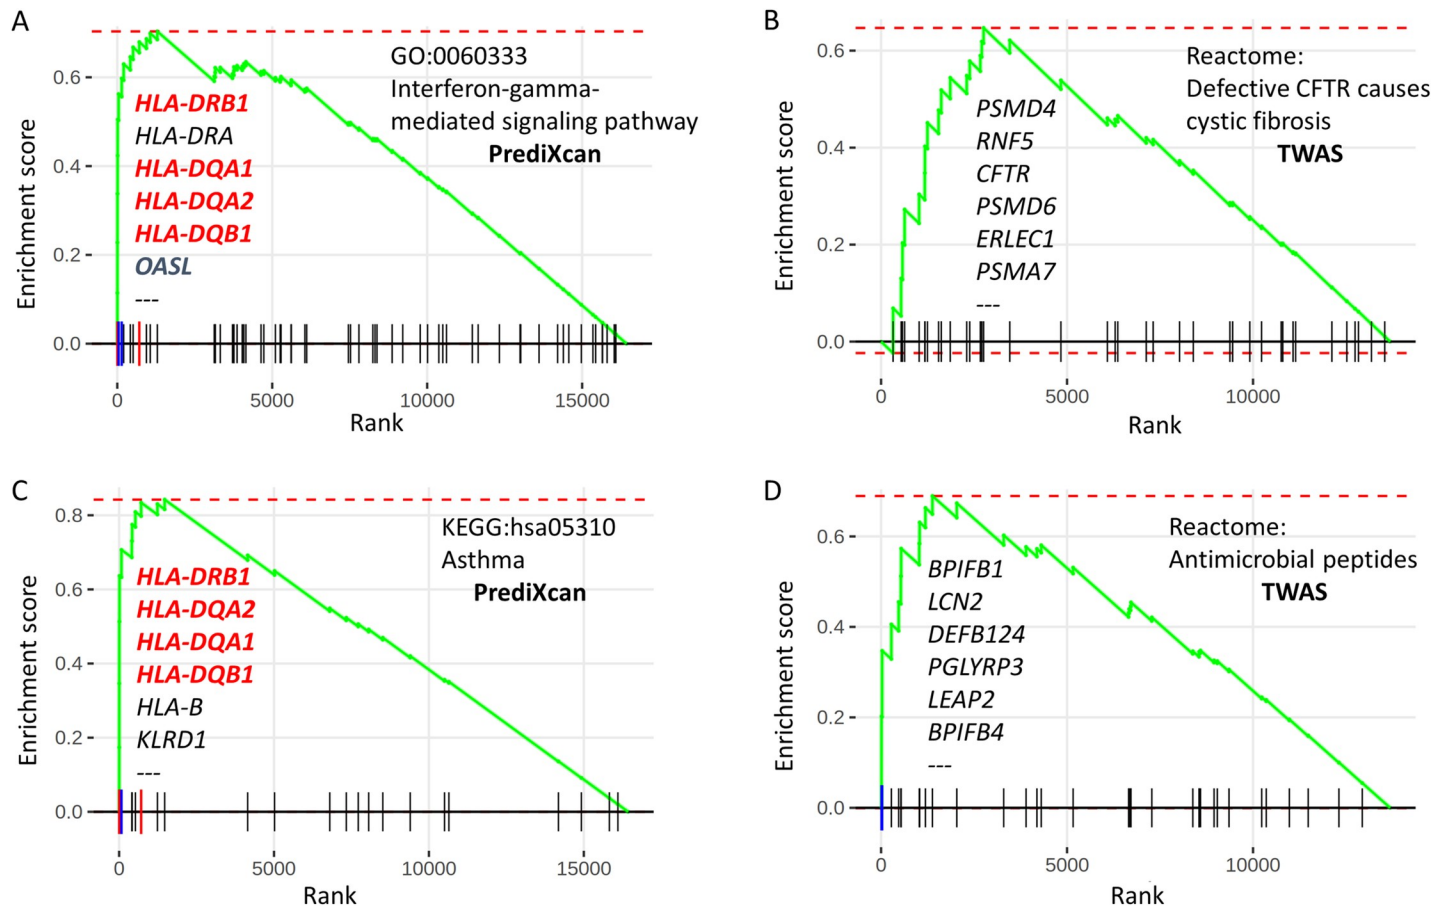 A
GO:0060333
Interferon-gamma-
mediated signaling pathway
PrediXcan
Enrichment score
0.6
0.4
0.2
0.0
HLA-DRB1
HLA-DRA
HLA-DQA1
HLA-DQA2
HLA-DQB1
OASL
---
0 5000 10000 15000
Rank
B
Reactome:
Defective CFTR causes
cystic fibrosis
TWAS
Enrichment score
0.6
0.4
0.2
0.0
PSMD4
RNF5
CFTR
PSMD6
ERLEC1
PSMA7
---
0 5000 10000
Rank
C
KEGG:hsa05310
Asthma
PrediXcan
Enrichment score
0.8
0.6
0.4
0.2
0.0
HLA-DRB1
HLA-DQA2
HLA-DQA1
HLA-DQB1
HLA-B
KLRD1
---
0 5000 10000 15000
Rank
D
Reactome:
Antimicrobial peptides
TWAS
Enrichment score
0.6
0.4
0.2
0.0
BPIFB1
LCN2
DEFB124
PGLYRP3
LEAP2
BPIFB4
---
0 5000 10000
Rank